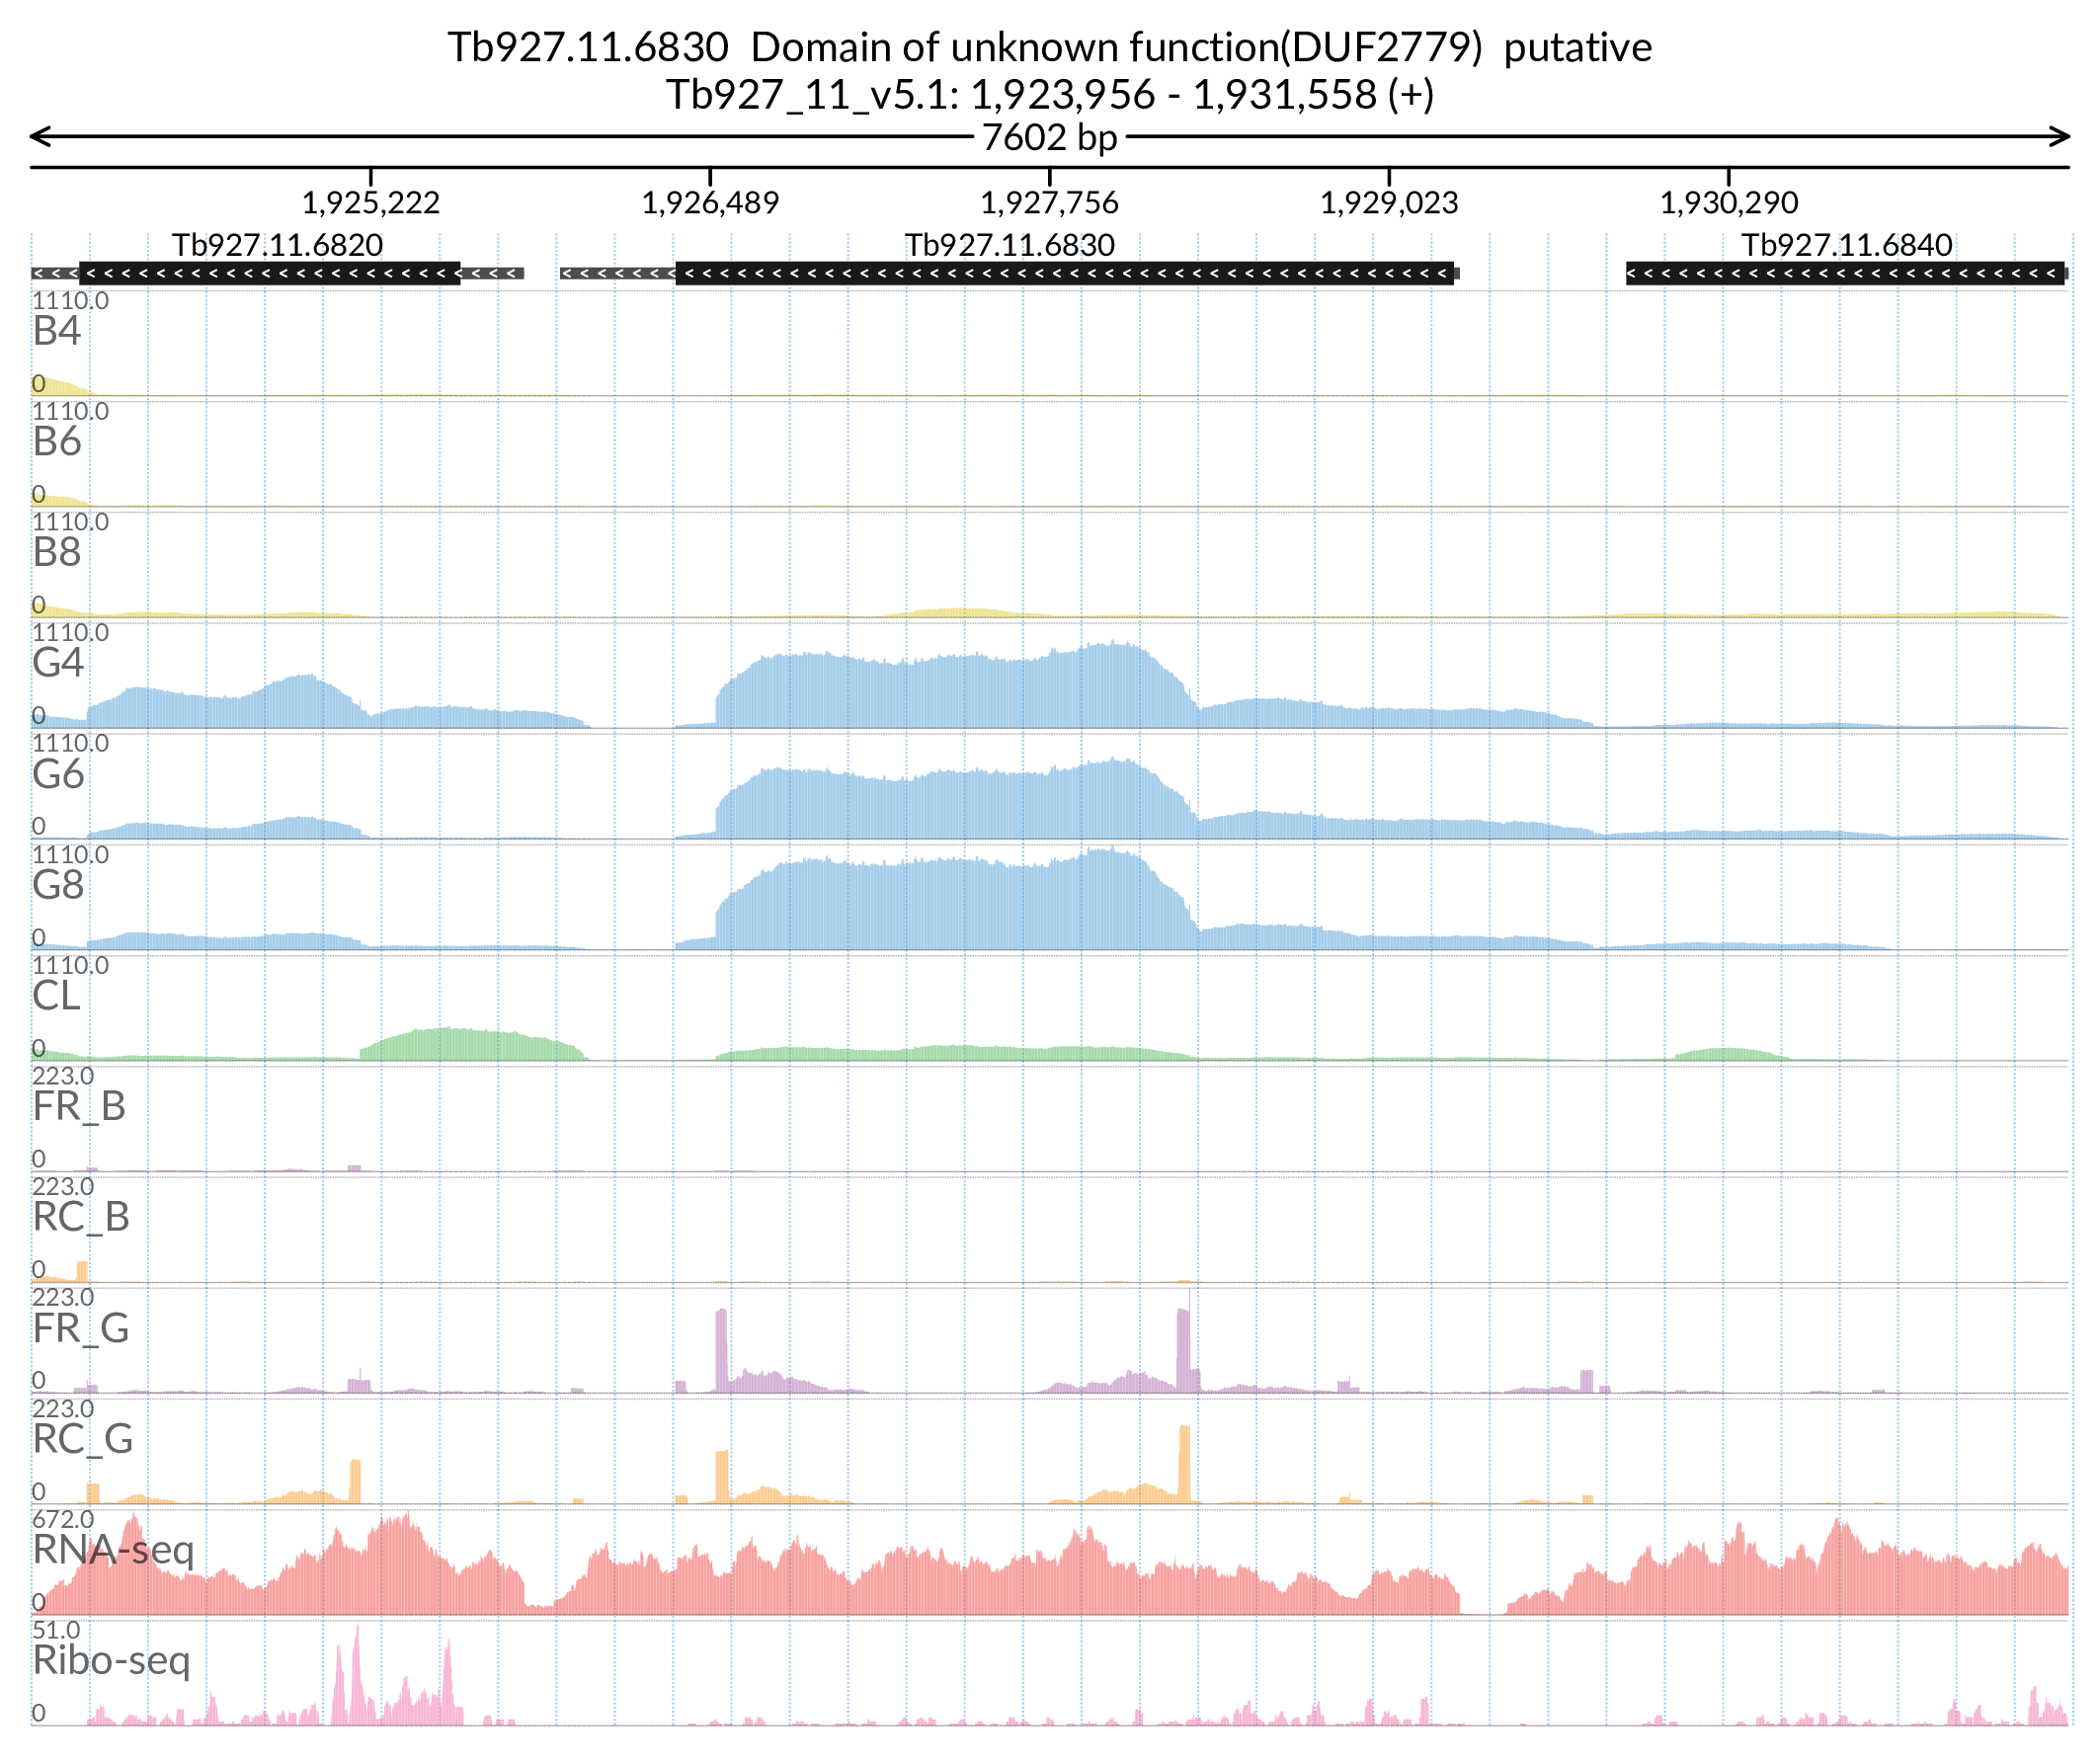 Tb927.11.6830 Domain of unknown function(DUF2779) putative
Tb927_11_v5.1: 1,923,956 - 1,931,558 (+)
7602 bp
1,925,222 1,926,489 1,927,756 1,929,023 1,930,290
Tb927.11.6820 Tb927.11.6830 Tb927.11.6840
1110.0
B4
0
1110.0
B6
0
1110.0
B8
0
1110.0
G4
0
1110.0
G6
0
1110.0
G8
0
1110.0
CL
0
223.0
FR_B
0
223.0
RC_B
0
223.0
FR_G
0
223.0
RC_G
0
672.0
RNA-seq
0
51.0
Ribo-seq
0